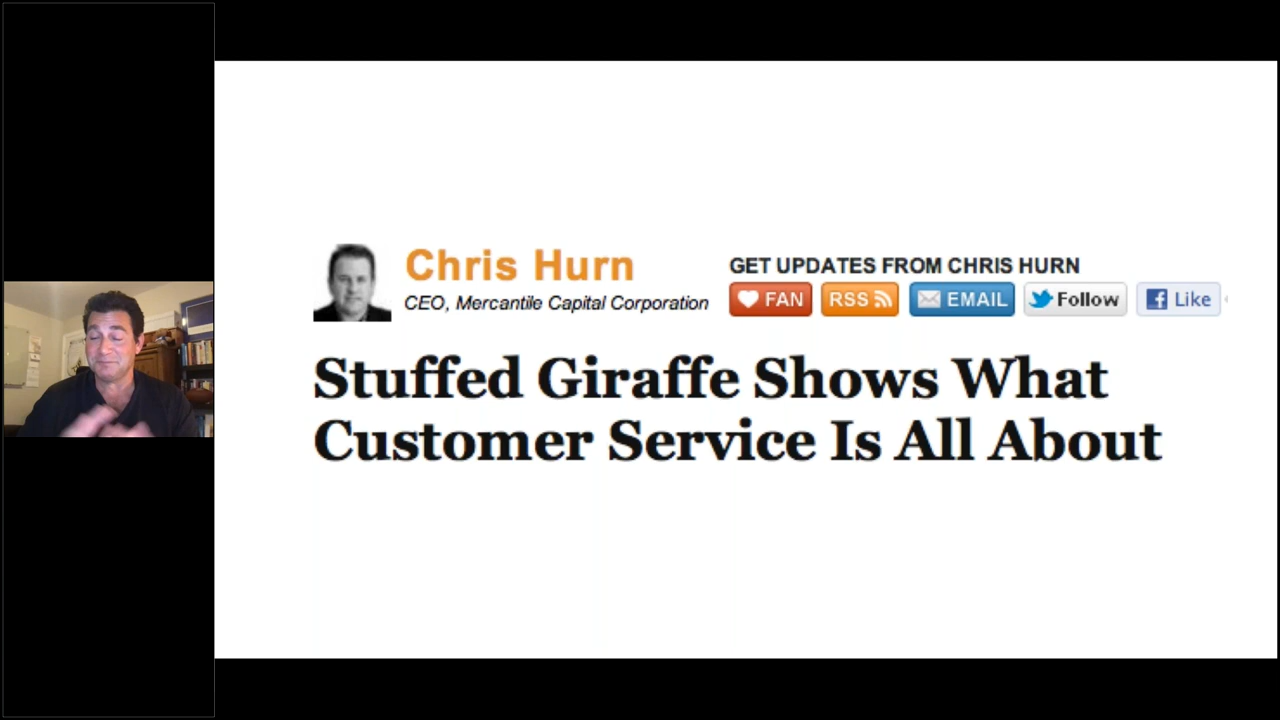 Chris Hurn
CEO, Mercantile Capital Corporation
GET UPDATES FROM CHRIS HURN
FAN RSS EMAIL Follow Like
Stuffed Giraffe Shows What
Customer Service Is All About